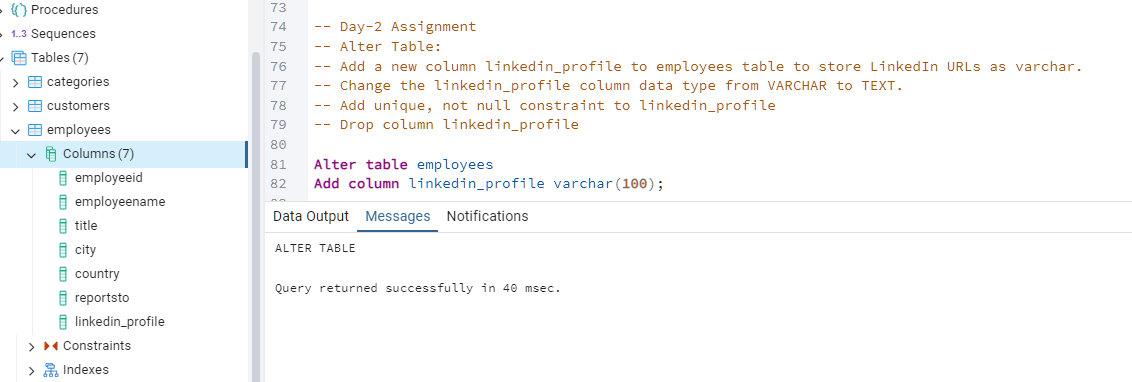 Procedures
1..3 Sequences
Tables (7)
categories
customers
employees
Columns (7)
employeeid
employeename
title
city
country
reportsto
linkedin_profile
Constraints
Indexes
73
74 -- Day-2 Assignment
75 -- Alter Table:
76 -- Add a new column linkedin_profile to employees table to store LinkedIn URLs as varchar.
77 -- Change the linkedin_profile column data type from VARCHAR to TEXT.
78 -- Add unique, not null constraint to linkedin_profile
79 -- Drop column linkedin_profile
80
81 Alter table employees
82 Add column linkedin_profile varchar(100);
Data Output Messages Notifications
ALTER TABLE
Query returned successfully in 40 msec.